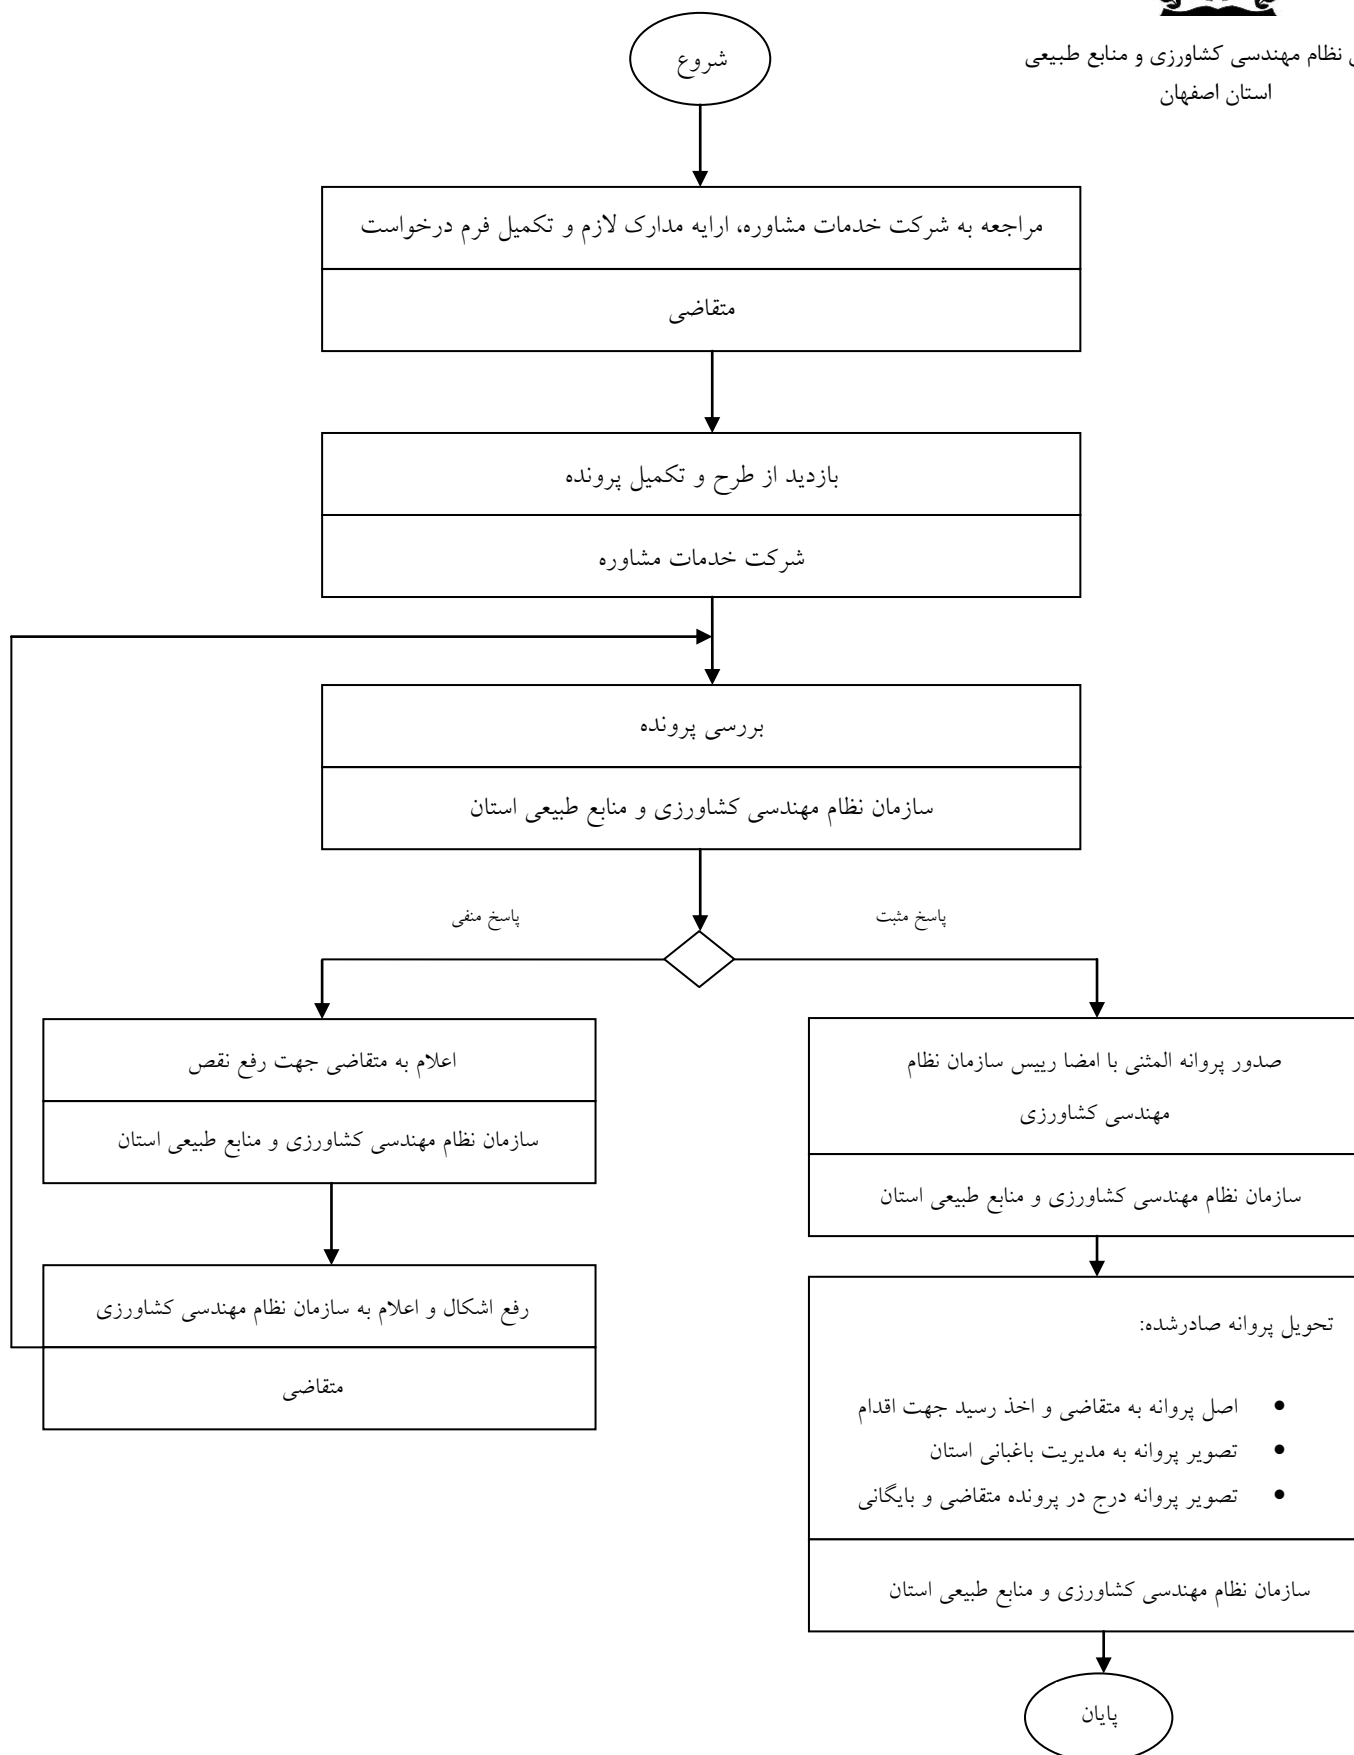 نظام مهندسی کشاورزی و منابع طبیعی
استان اصفهان
شروع
مراجعه به شرکت خدمات مشاوره، ارایه مدارک لازم و تکمیل فرم درخواست
متقاضی
بازدید از طرح و تکمیل پرونده
شرکت خدمات مشاوره
بررسی پرونده
سازمان نظام مهندسی کشاورزی و منابع طبیعی استان
پاسخ مثبت
پاسخ منفی
صدور پروانه المثنی با امضا رییس سازمان نظام
مهندسی کشاورزی
سازمان نظام مهندسی کشاورزی و منابع طبیعی استان
اعلام به متقاضی جهت رفع نقص
سازمان نظام مهندسی کشاورزی و منابع طبیعی استان
رفع اشکال و اعلام به سازمان نظام مهندسی کشاورزی
متقاضی
تحویل پروانه صادرشده:
• اصل پروانه به متقاضی و اخذ رسید جهت اقدام
• تصویر پروانه به مدیریت باغبانی استان
• تصویر پروانه درج در پرونده متقاضی و بایگانی
سازمان نظام مهندسی کشاورزی و منابع طبیعی استان
پایان